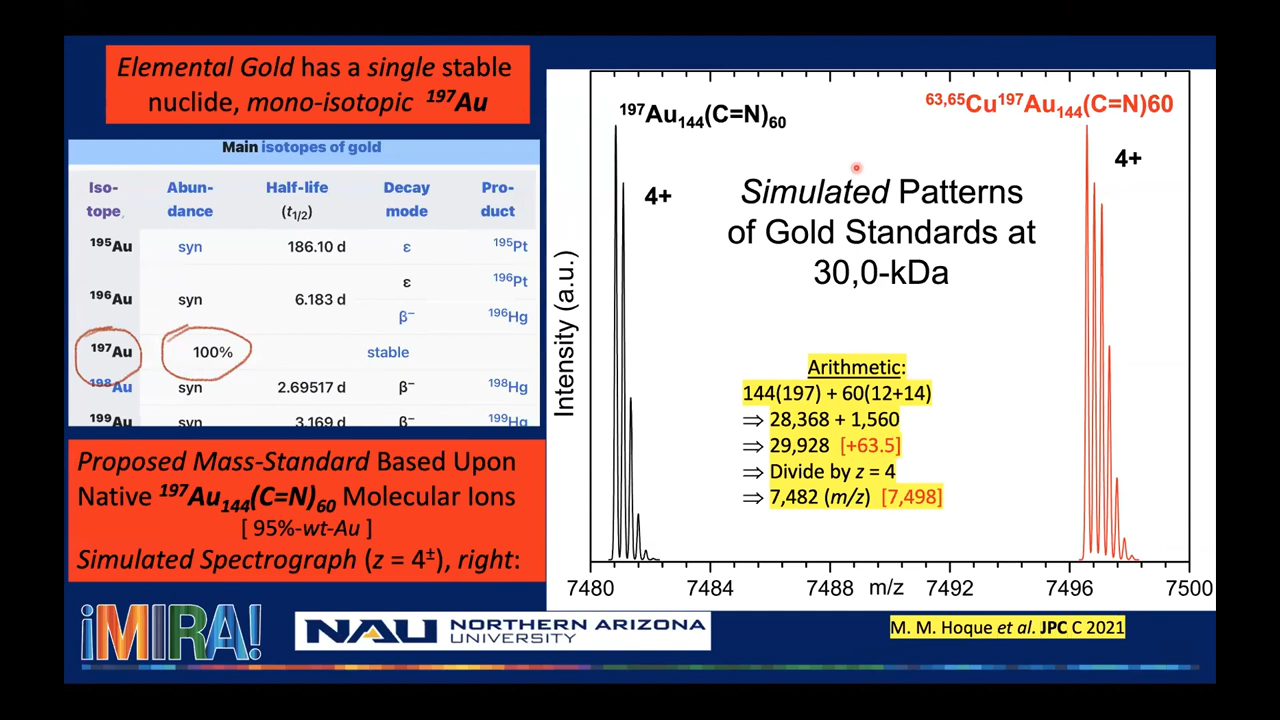 Elemental Gold has a single stable
nuclide, mono-isotopic ¹⁹⁷Au
Main isotopes of gold
Iso-
tope,
Abun-
dance
Half-life
(t1/2)
Decay
mode
Pro-
duct
¹⁹⁵Au syn 186.10 d ε ¹⁹⁵Pt
¹⁹⁶Au syn 6.183 d ε ¹⁹⁶Pt
β⁻ ¹⁹⁶Hg
¹⁹⁷Au 100% stable
¹⁹⁸Au syn 2.69517 d β⁻ ¹⁹⁸Hg
¹⁹⁹Au syn 3.169 d β⁻ ¹⁹⁹Hg
Proposed Mass-Standard Based Upon
Native ¹⁹⁷Au₁₄₄(C=N)₆₀ Molecular Ions
[ 95%-wt-Au ]
Simulated Spectrograph (z = 4±), right:
¹⁹⁷Au₁₄₄(C=N)₆₀
4+
⁶³,⁶⁵Cu¹⁹⁷Au₁₄₄(C=N)60
4+
Simulated Patterns
of Gold Standards at
30,0-kDa
Arithmetic:
144(197) + 60(12+14)
⇒ 28,368 + 1,560
⇒ 29,928 [+63.5]
⇒ Divide by z = 4
⇒ 7,482 (m/z) [7,498]
Intensity (a.u.)
7480 7484 7488 m/z 7492 7496 7500
¡MIRA!
NAU NORTHERN ARIZONA
UNIVERSITY
M. M. Hoque et al. JPC C 2021